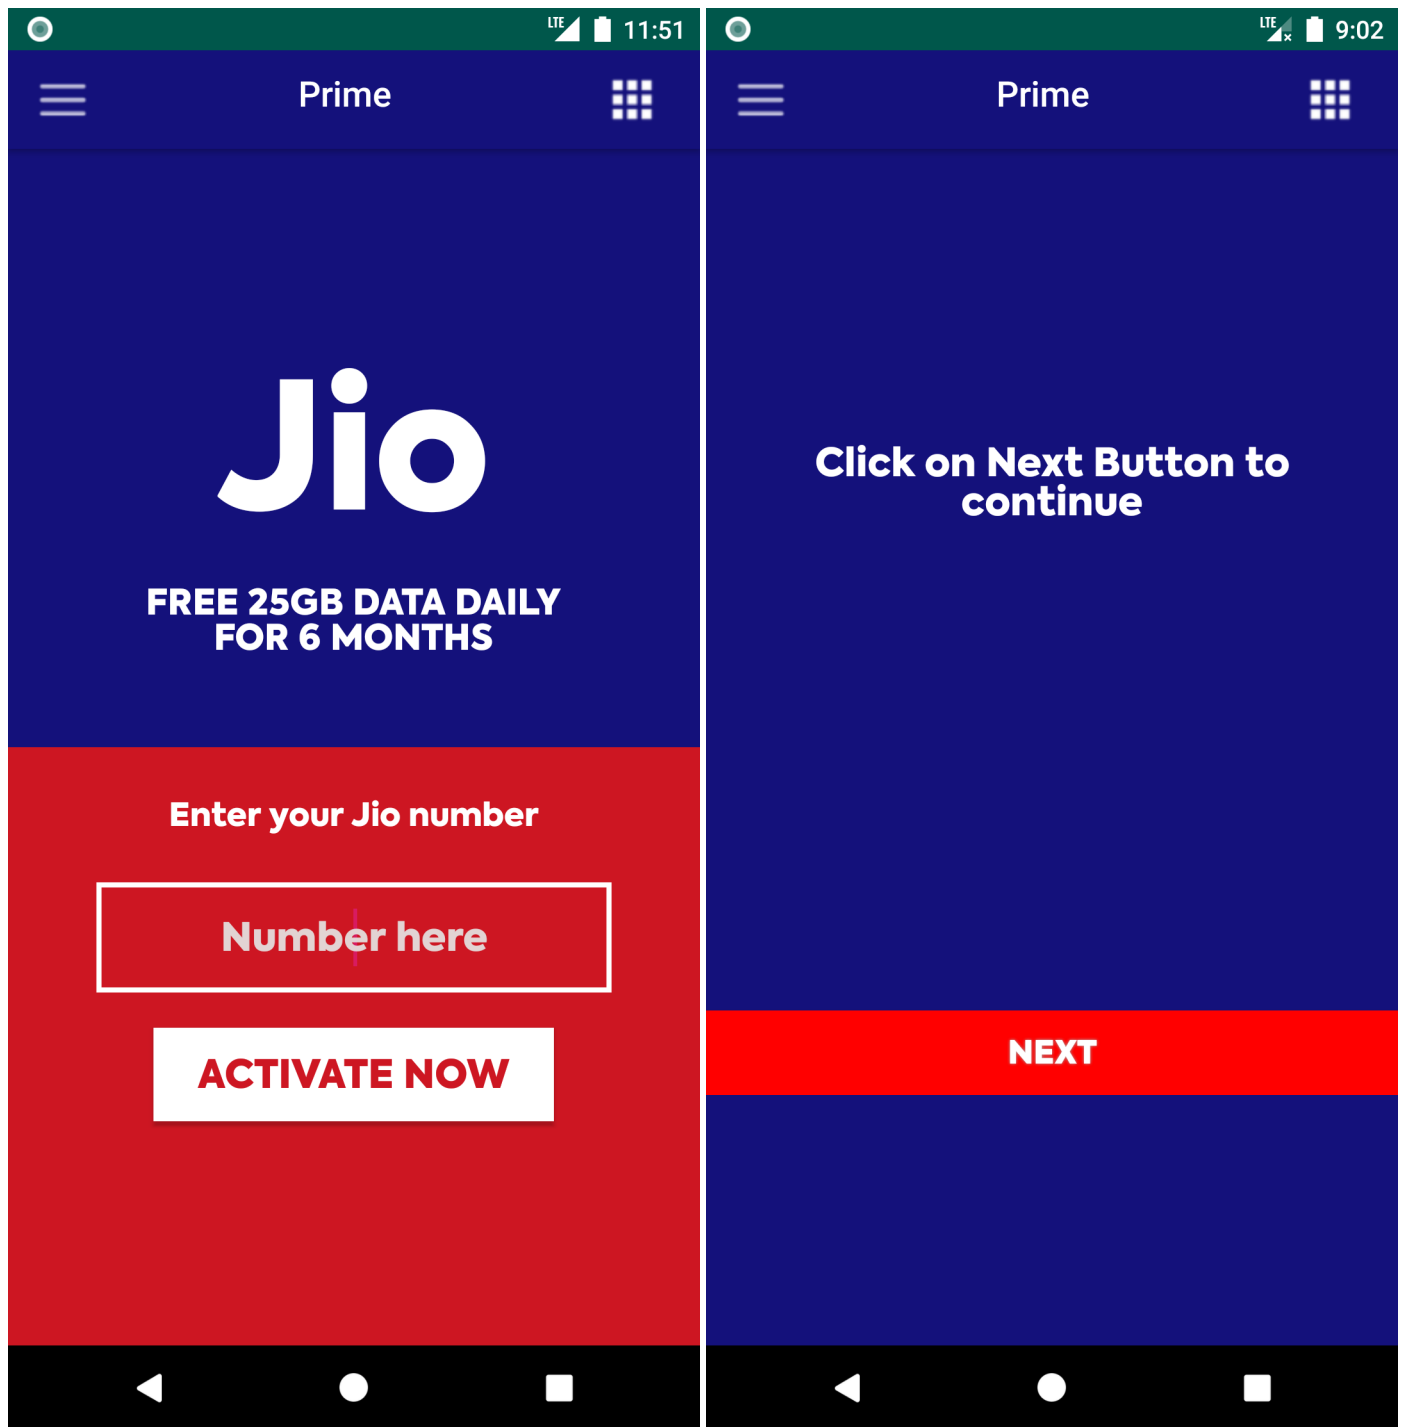 LTE 11:51
Prime
Jio
FREE 25GB DATA DAILY
FOR 6 MONTHS
Enter your Jio number
Number here
ACTIVATE NOW
LTE 9:02
Prime
Click on Next Button to
continue
NEXT